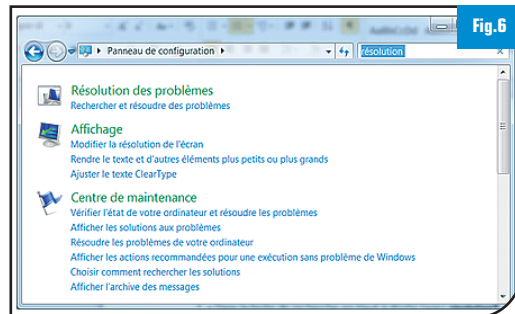 Fig.6
Panneau de configuration
résolution
Résolution des problèmes
Rechercher et résoudre des problèmes
Affichage
Modifier la résolution de l'écran
Rendre le texte et d'autres éléments plus petits ou plus grands
Ajuster le texte ClearType
Centre de maintenance
Vérifier l'état de votre ordinateur et résoudre les problèmes
Afficher les solutions aux problèmes
Résoudre les problèmes de votre ordinateur
Afficher les actions recommandées pour une exécution sans problème de Windows
Choisir comment rechercher les solutions
Afficher l'archive des messages